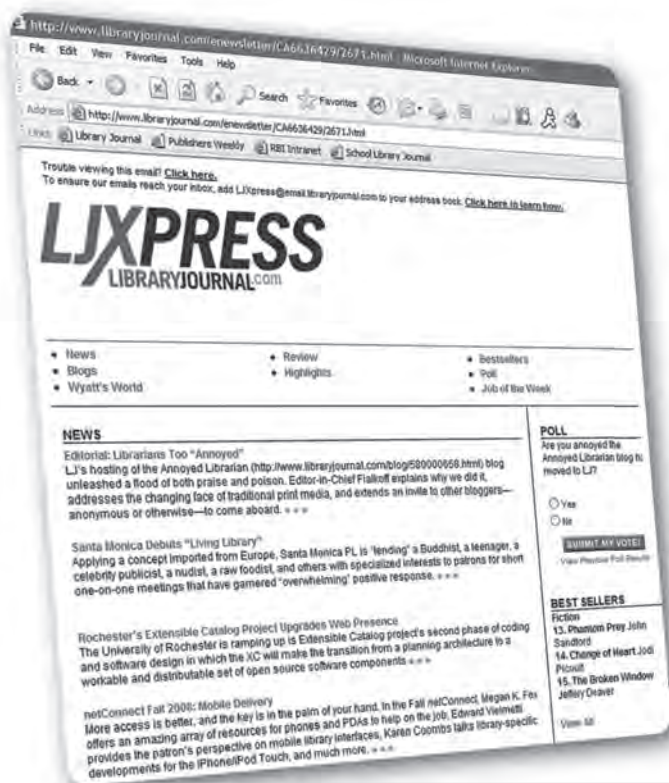 http://www.libraryjournal.com/enewsletter/CA6636429/2671.html - Microsoft Internet Explorer
File Edit View Favorites Tools Help
Back Search Favorites
Address http://www.libraryjournal.com/enewsletter/CA6636429/2671.html
Links Library Journal Publishers Weekly RBI Intranet School Library Journal
Trouble viewing this email? Click here.
To ensure our emails reach your inbox, add LJXpress@email.libraryjournal.com to your address book. Click here to learn how.
LJXPRESS
LIBRARYJOURNAL.com
• News
• Blogs
• Wyatt's World
• Review
• Highlights
• Bestsellers
• Poll
• Job of the Week
NEWS
Editorial: Librarians Too "Annoyed"
LJ's hosting of the Annoyed Librarian (http://www.libraryjournal.com/blog/580000658.html) blog
unleashed a flood of both praise and poison. Editor-in-Chief Fialkoff explains why we did it,
addresses the changing face of traditional print media, and extends an invite to other bloggers—
anonymous or otherwise—to come aboard. » » »
Santa Monica Debuts "Living Library"
Applying a concept imported from Europe, Santa Monica PL is 'lending' a Buddhist, a teenager, a
celebrity publicist, a nudist, a raw foodist, and others with specialized interests to patrons for short
one-on-one meetings that have garnered 'overwhelming' positive response. » » »
Rochester's Extensible Catalog Project Upgrades Web Presence
The University of Rochester is ramping up is Extensible Catalog project's second phase of coding
and software design in which the XC will make the transition from a planning architecture to a
workable and distributable set of open source software components » » »
netConnect Fall 2008: Mobile Delivery
More access is better, and the key is in the palm of your hand. In the Fall netConnect, Megan K. Fox
offers an amazing array of resources for phones and PDAs to help on the job, Edward Vielmetti
provides the patron's perspective on mobile library interfaces, Karen Coombs talks library-specific
developments for the iPhone/iPod Touch, and much more. » » »
POLL
Are you annoyed the
Annoyed Librarian blog
moved to LJ?
Yes
No
SUBMIT MY VOTE!
View Previous Poll Results
BEST SELLERS
Fiction
13. Phantom Prey John
Sandford
14. Change of Heart Jodi
Picoult
15. The Broken Window
Jeffery Deaver
View All